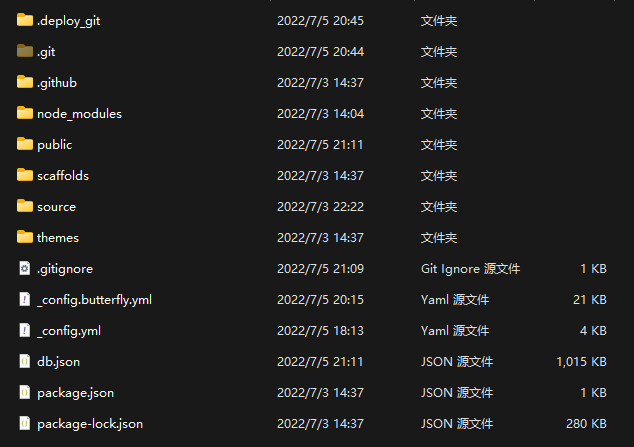 .deploy_git 2022/7/5 20:45 文件夹
.git 2022/7/5 20:44 文件夹
.github 2022/7/3 14:37 文件夹
node_modules 2022/7/3 14:04 文件夹
public 2022/7/5 21:11 文件夹
scaffolds 2022/7/3 14:37 文件夹
source 2022/7/3 22:22 文件夹
themes 2022/7/3 14:37 文件夹
.gitignore 2022/7/5 21:09 Git Ignore 源文件 1 KB
_config.butterfly.yml 2022/7/5 20:15 Yaml 源文件 21 KB
_config.yml 2022/7/5 18:13 Yaml 源文件 4 KB
db.json 2022/7/5 21:11 JSON 源文件 1,015 KB
package.json 2022/7/3 14:37 JSON 源文件 1 KB
package-lock.json 2022/7/3 14:37 JSON 源文件 280 KB